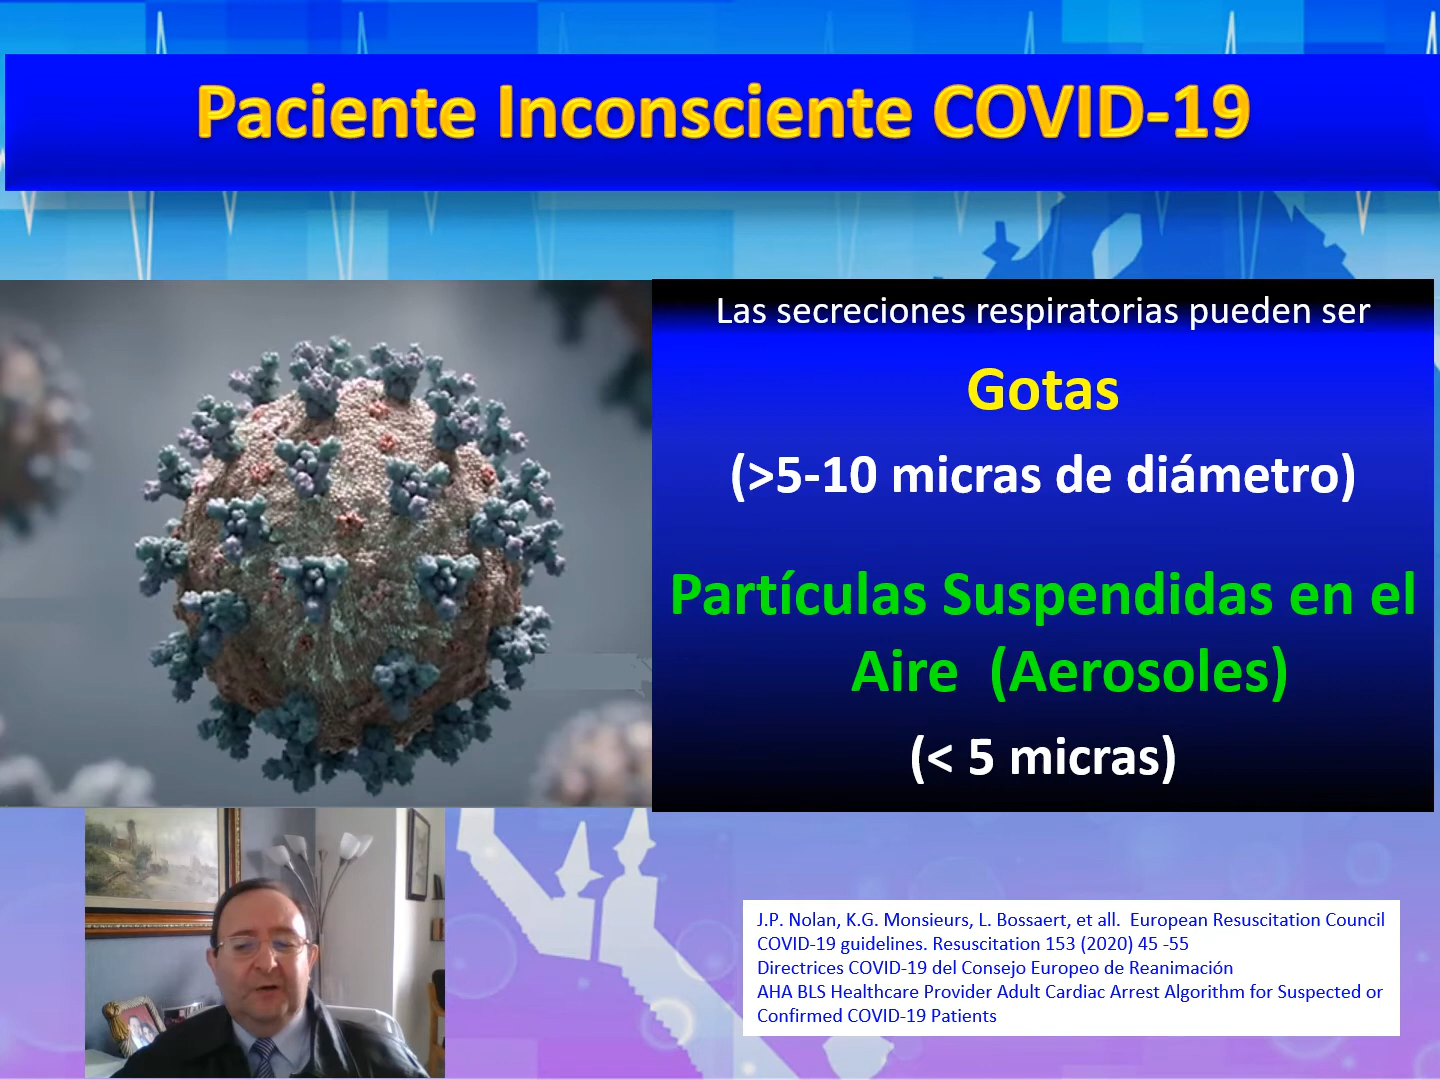 Paciente Inconsciente COVID-19
Las secreciones respiratorias pueden ser
Gotas
(>5-10 micras de diámetro)
Partículas Suspendidas en el
Aire  (Aerosoles)
(< 5 micras)
J.P. Nolan, K.G. Monsieurs, L. Bossaert, et all.  European Resuscitation Council
COVID-19 guidelines. Resuscitation 153 (2020) 45 -55
Directrices COVID-19 del Consejo Europeo de Reanimación
AHA BLS Healthcare Provider Adult Cardiac Arrest Algorithm for Suspected or
Confirmed COVID-19 Patients